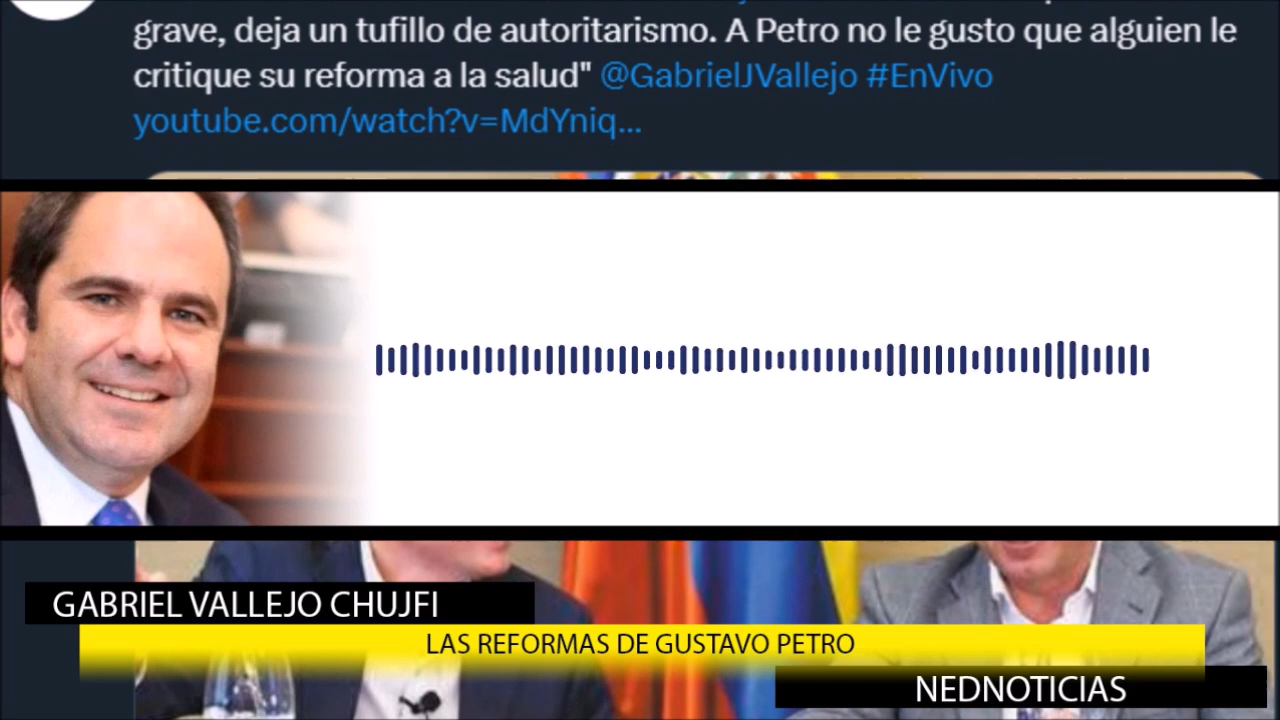 grave, deja un tufillo de autoritarismo. A Petro no le gusto que alguien le
critique su reforma a la salud" @GabrielJVallejo #EnVivo
youtube.com/watch?v=MdYniq...
GABRIEL VALLEJO CHUJFI
LAS REFORMAS DE GUSTAVO PETRO
NEDNOTICIAS